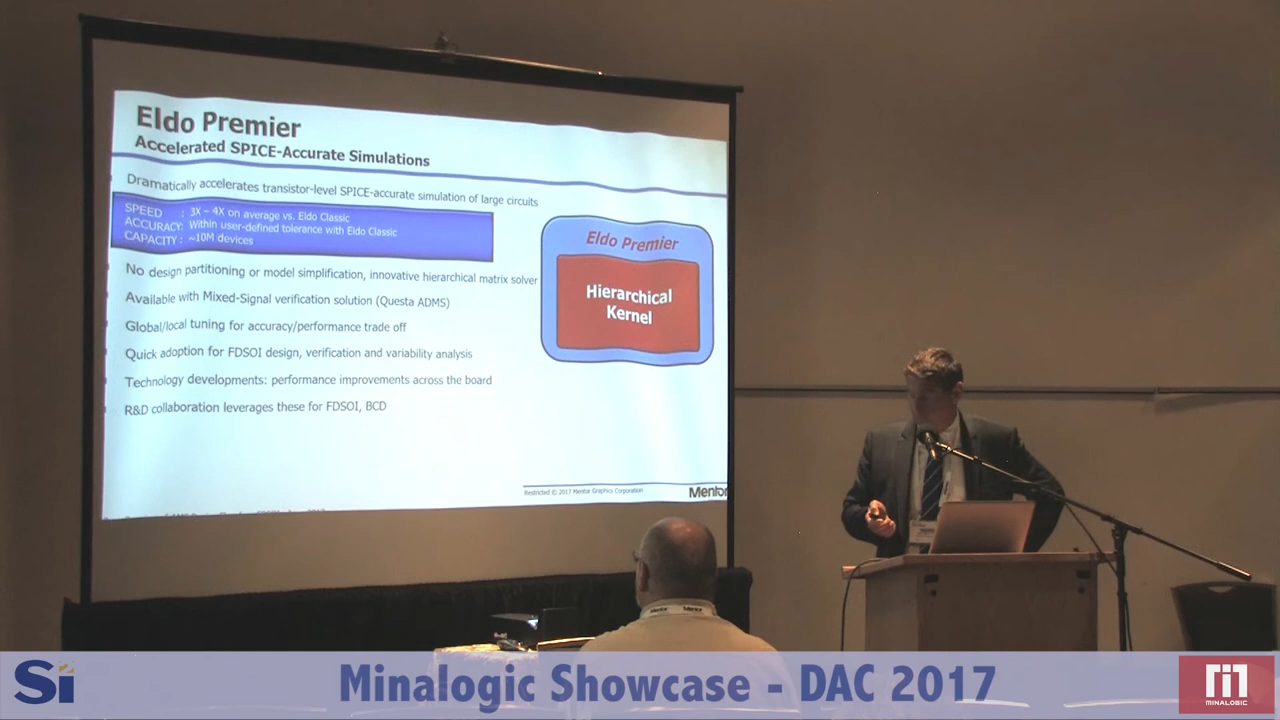 Eldo Premier
Accelerated SPICE-Accurate Simulations
Dramatically accelerates transistor-level SPICE-accurate simulation of large circuits
SPEED : 3X – 4X on average vs. Eldo Classic
ACCURACY: Within user-defined tolerance with Eldo Classic
CAPACITY : ~10M devices
No design partitioning or model simplification, innovative hierarchical matrix solver
Available with Mixed-Signal verification solution (Questa ADMS)
Global/local tuning for accuracy/performance trade off
Quick adoption for FDSOI design, verification and variability analysis
Technology developments: performance improvements across the board
R&D collaboration leverages these for FDSOI, BCD
Eldo Premier
Hierarchical
Kernel
Restricted © 2017 Mentor Graphics Corporation
Mentor
Mentor Mentor
Si2
Minalogic Showcase - DAC 2017
MINALOGIC